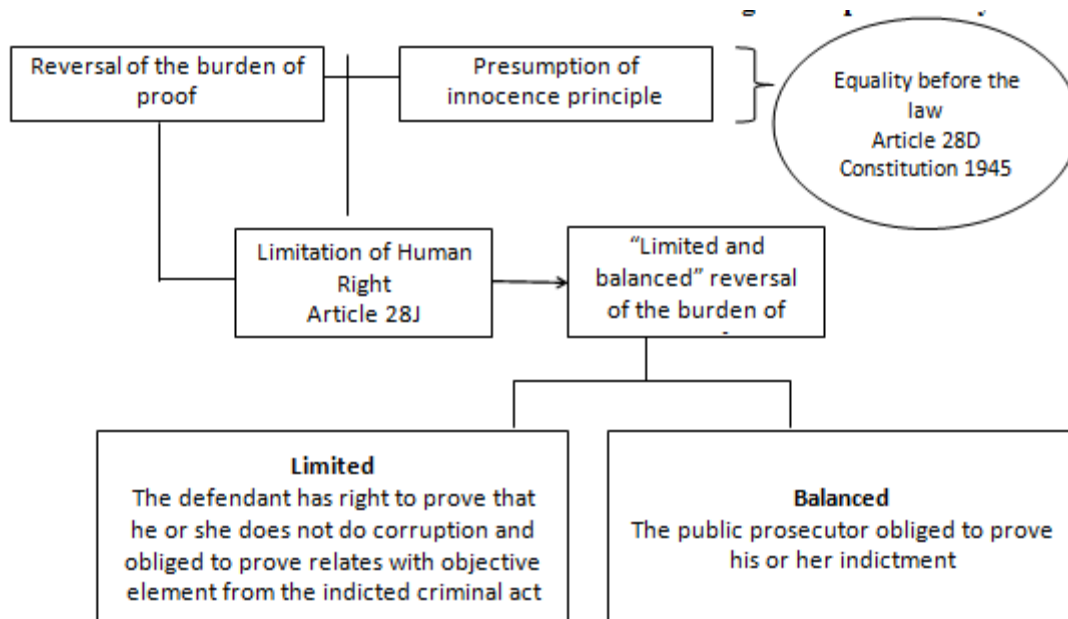 Reversal of the burden of
proof
Presumption of
innocence principle
Equality before the
law
Article 28D
Constitution 1945
Limitation of Human
Right
Article 28J
“Limited and
balanced” reversal
of the burden of
Limited
The defendant has right to prove that
he or she does not do corruption and
obliged to prove relates with objective
element from the indicted criminal act
Balanced
The public prosecutor obliged to prove
his or her indictment